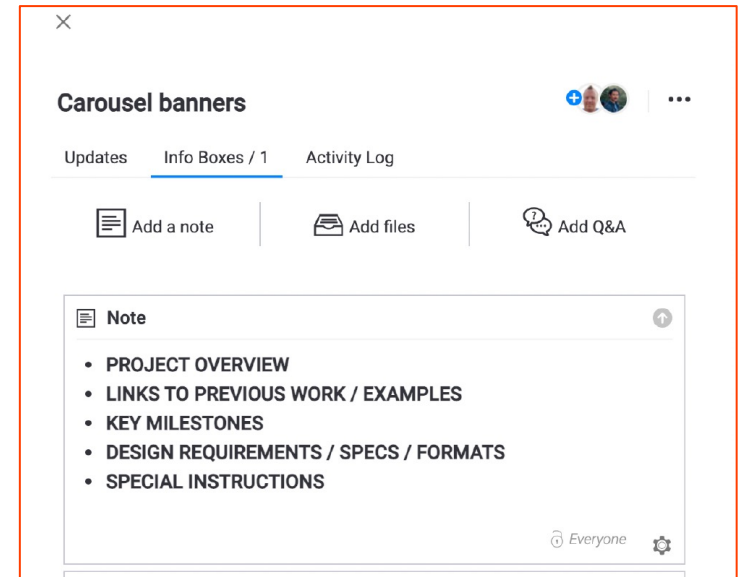 Carousel banners
Updates Info Boxes / 1 Activity Log
Add a note Add files Add Q&A
Note
• PROJECT OVERVIEW
• LINKS TO PREVIOUS WORK / EXAMPLES
• KEY MILESTONES
• DESIGN REQUIREMENTS / SPECS / FORMATS
• SPECIAL INSTRUCTIONS
Everyone